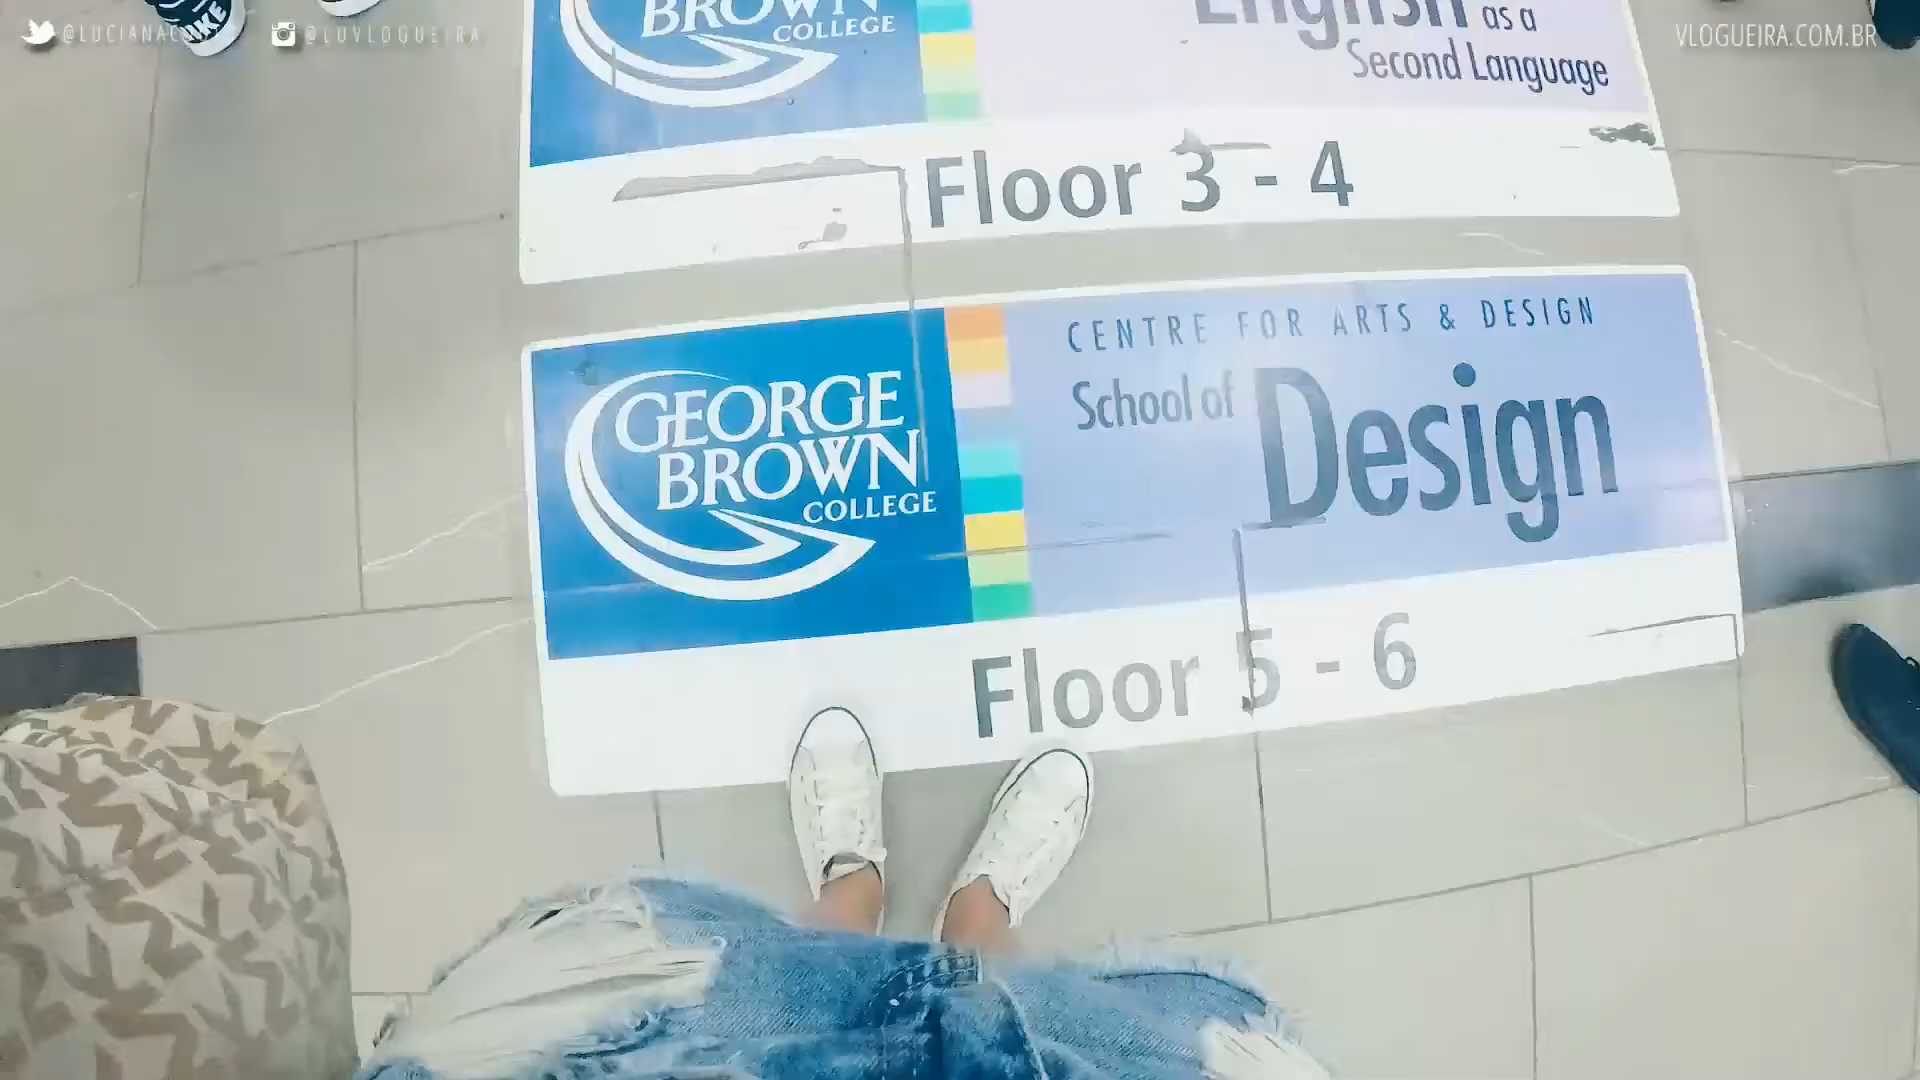 @LUVLOGUEIRA
VLOGUEIRA.COM.BR
BROWN
COLLEGE
English as a
Second Language
Floor 3 - 4
GEORGE
BROWN
COLLEGE
CENTRE FOR ARTS & DESIGN
School of Design
Floor 5 - 6